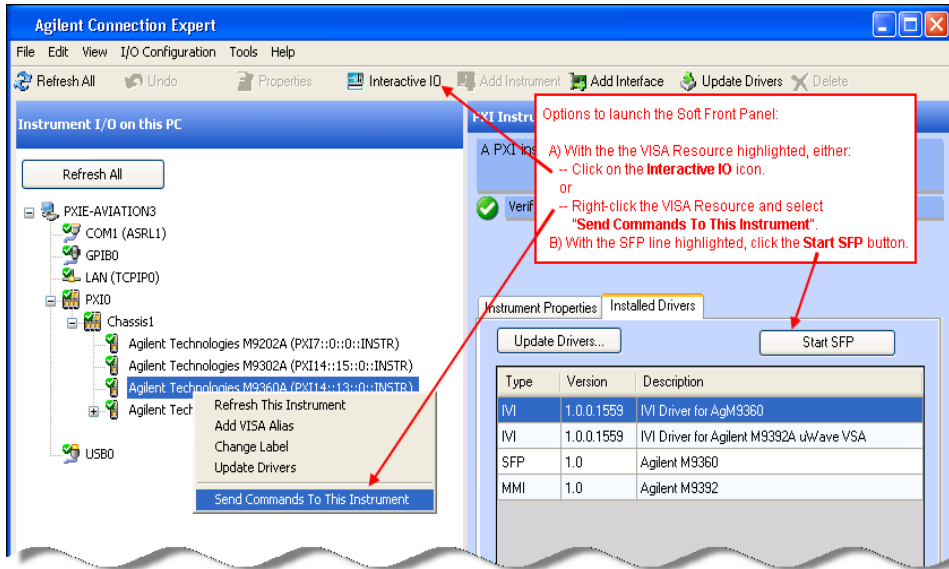 Agilent Connection Expert
File Edit View I/O Configuration Tools Help
Refresh All Undo Properties Interactive IO Add Instrument Add Interface Update Drivers Delete
Instrument I/O on this PC
Refresh All
PXIE-AVIATION3
COM1 (ASRL1)
GPIB0
LAN (TCPIP0)
PXI0
Chassis1
Agilent Technologies M9202A (PXI7::0::0::INSTR)
Agilent Technologies M9302A (PXI14::15::0::INSTR)
Agilent Technologies M9360A (PXI14::13::0::INSTR)
Agilent Tech
USB0
Refresh This Instrument
Add VISA Alias
Change Label
Update Drivers
Send Commands To This Instrument
PXI Instru
A PXI ins
Verif
Options to launch the Soft Front Panel:
A) With the the VISA Resource highlighted, either:
-- Click on the Interactive IO icon.
or
-- Right-click the VISA Resource and select
"Send Commands To This Instrument".
B) With the SFP line highlighted, click the Start SFP button.
Instrument Properties Installed Drivers
Update Drivers... Start SFP
Type Version Description
IVI 1.0.0.1559 IVI Driver for AgM9360
IVI 1.0.0.1559 IVI Driver for Agilent M9392A uWave VSA
SFP 1.0 Agilent M9360
MMI 1.0 Agilent M9392